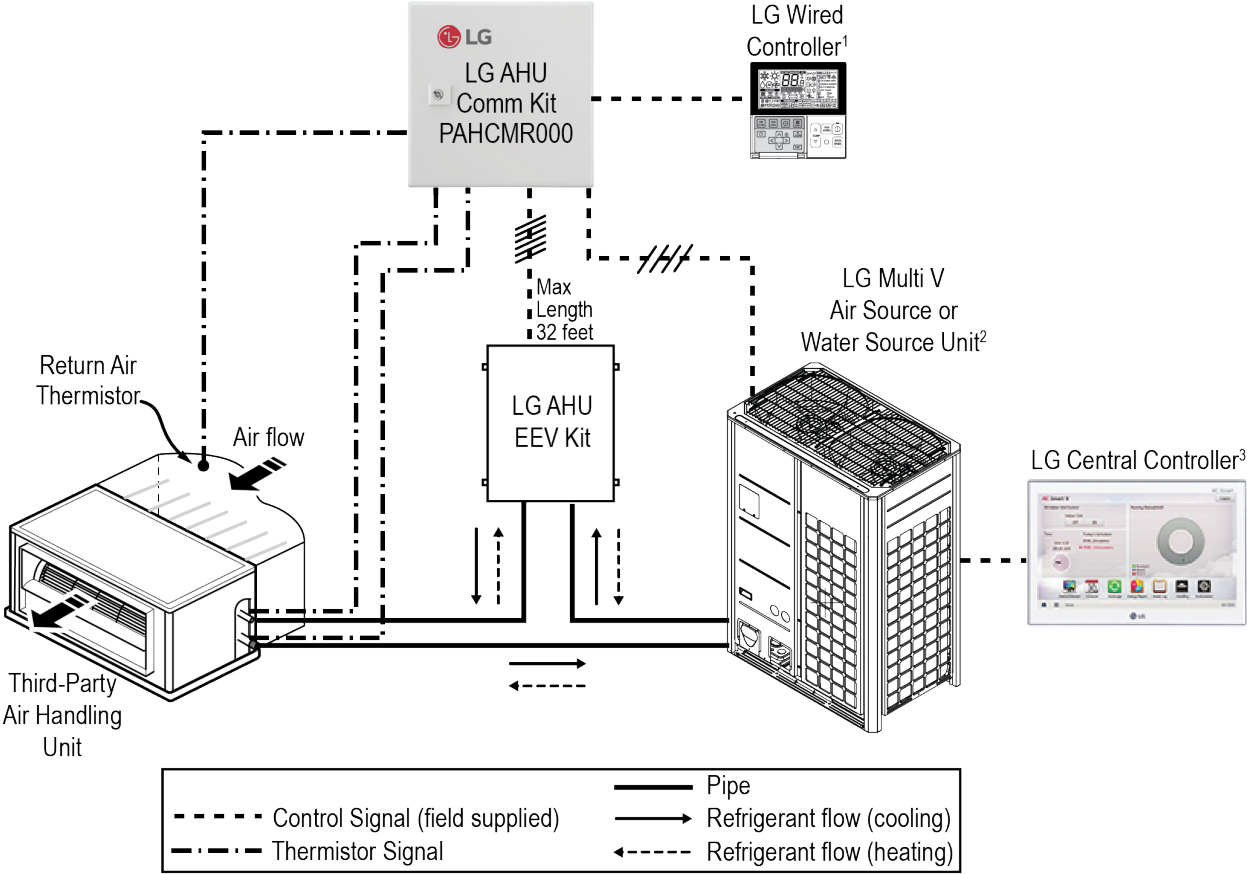 LG
LG AHU
Comm Kit
PAHCMR000
LG Wired
Controller1
Max
Length
32 feet
LG Multi V
Air Source or
Water Source Unit2
Return Air
Thermistor
Air flow
LG AHU
EEV Kit
LG Central Controller3
LG
Third-Party
Air Handling
Unit
Pipe
Control Signal (field supplied)
Refrigerant flow (cooling)
Thermistor Signal
Refrigerant flow (heating)